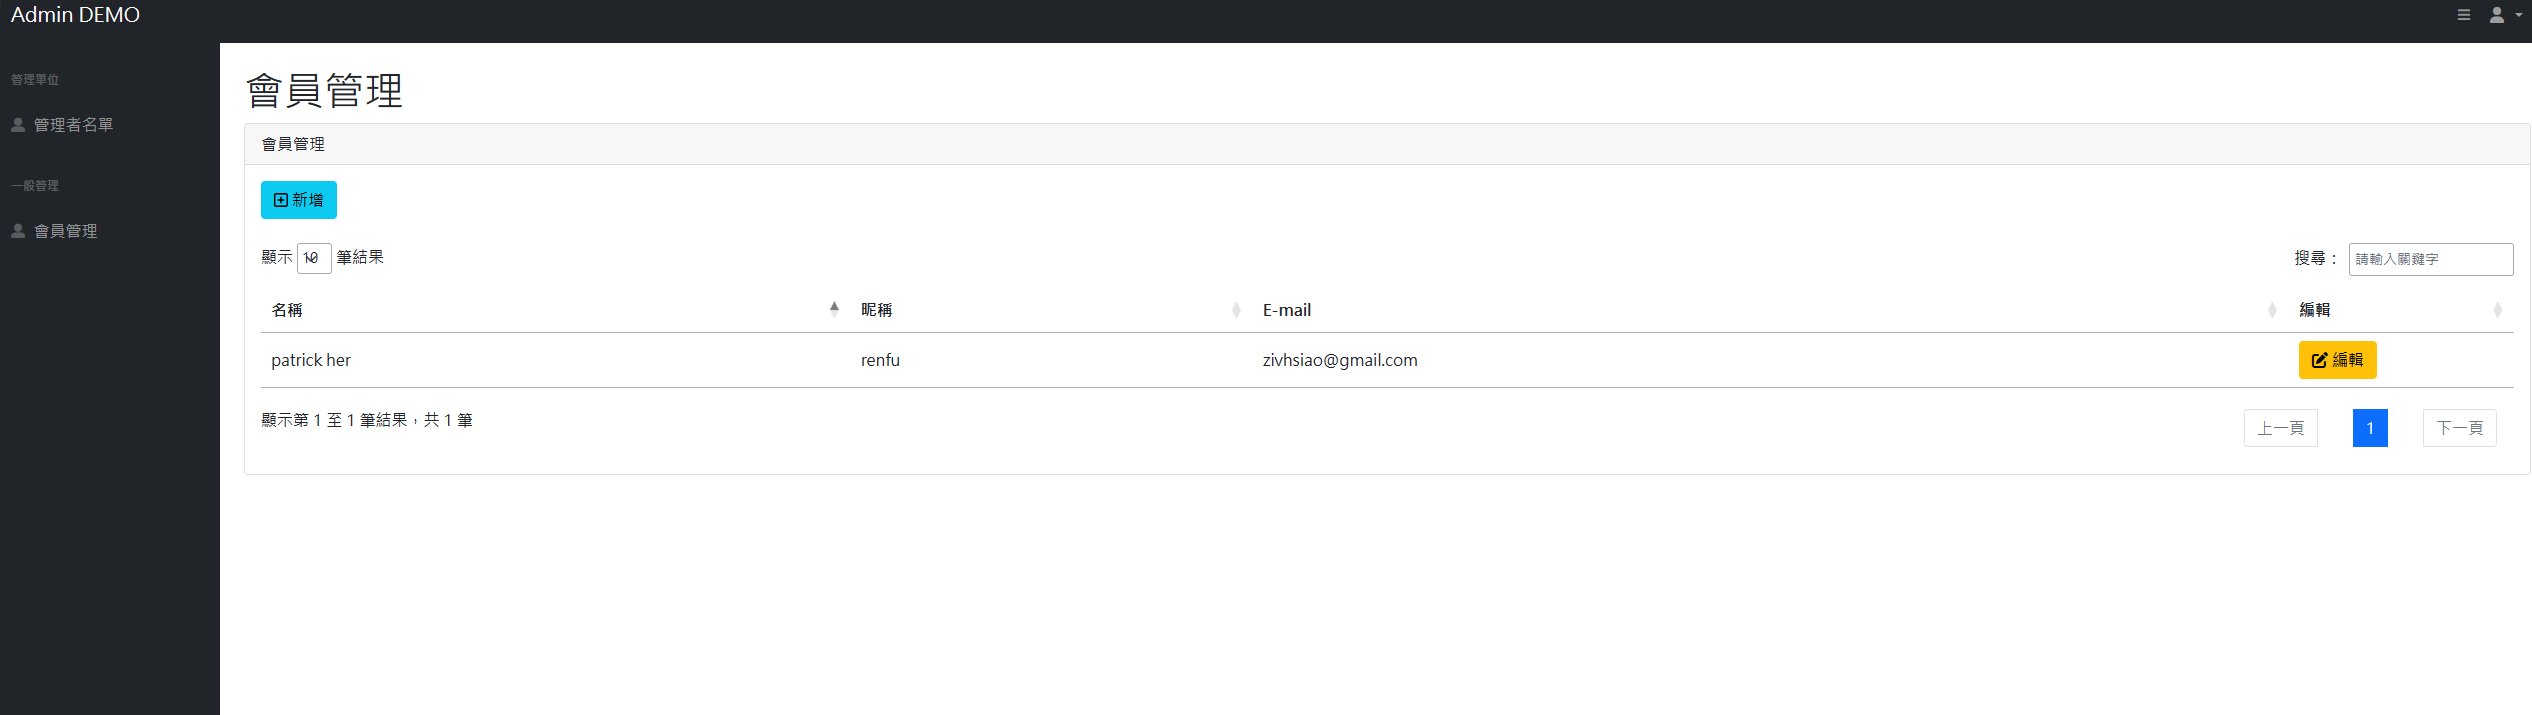 Admin DEMO
管理單位
管理者名單
一般管理
會員管理
會員管理
會員管理
新增
顯示 10 筆結果
搜尋：
請輸入關鍵字
名稱 昵稱 E-mail 編輯
patrick her renfu zivhsiao@gmail.com 編輯
顯示第 1 至 1 筆結果，共 1 筆
上一頁 1 下一頁